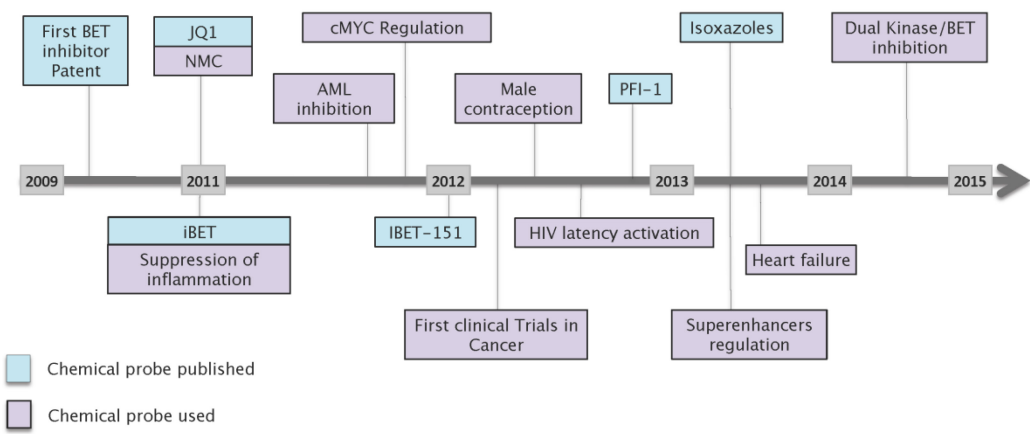 First BET
inhibitor
Patent
JQ1
NMC
cMYC Regulation
AML
inhibition
Male
contraception
PFI-1
Isoxazoles
Dual Kinase/BET
inhibition
2009
2011
2012
2013
2014
2015
iBET
Suppression of
inflammation
IBET-151
HIV latency activation
Heart failure
First clinical Trials in
Cancer
Superenhancers
regulation
Chemical probe published
Chemical probe used